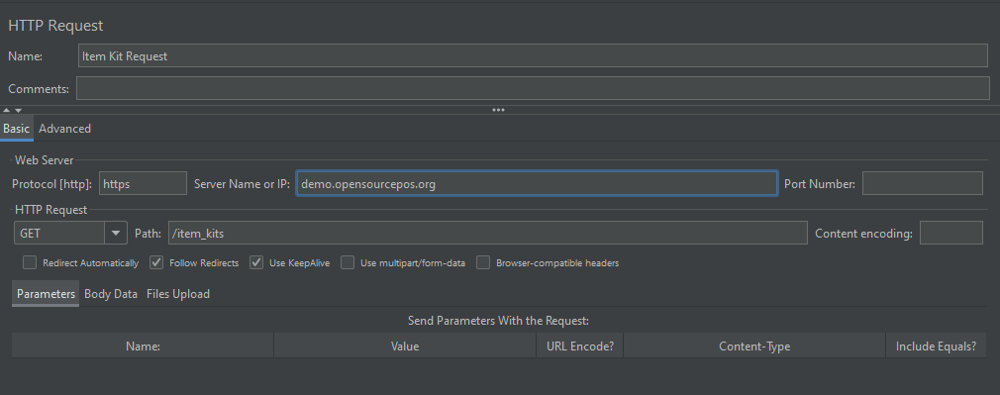 HTTP Request
Name: Item Kit Request
Comments:
Basic Advanced
Web Server
Protocol [http]: https Server Name or IP: demo.opensourcepos.org Port Number:
HTTP Request
GET Path: /item_kits Content encoding:
Redirect Automatically Follow Redirects Use KeepAlive Use multipart/form-data Browser-compatible headers
Parameters Body Data Files Upload
Send Parameters With the Request:
Name: Value URL Encode? Content-Type Include Equals?